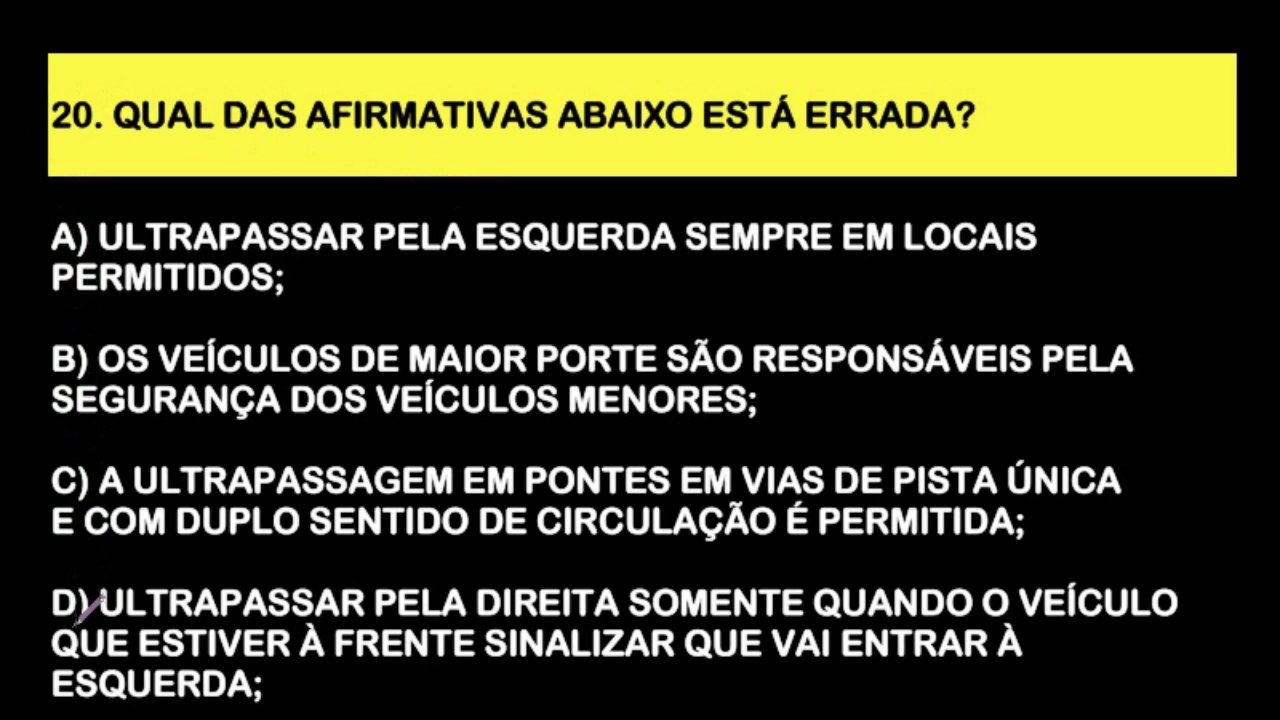 20. QUAL DAS AFIRMATIVAS ABAIXO ESTÁ ERRADA?
A) ULTRAPASSAR PELA ESQUERDA SEMPRE EM LOCAIS
PERMITIDOS;
B) OS VEÍCULOS DE MAIOR PORTE SÃO RESPONSÁVEIS PELA
SEGURANÇA DOS VEÍCULOS MENORES;
C) A ULTRAPASSAGEM EM PONTES EM VIAS DE PISTA ÚNICA
E COM DUPLO SENTIDO DE CIRCULAÇÃO É PERMITIDA;
D) ULTRAPASSAR PELA DIREITA SOMENTE QUANDO O VEÍCULO
QUE ESTIVER À FRENTE SINALIZAR QUE VAI ENTRAR À
ESQUERDA;